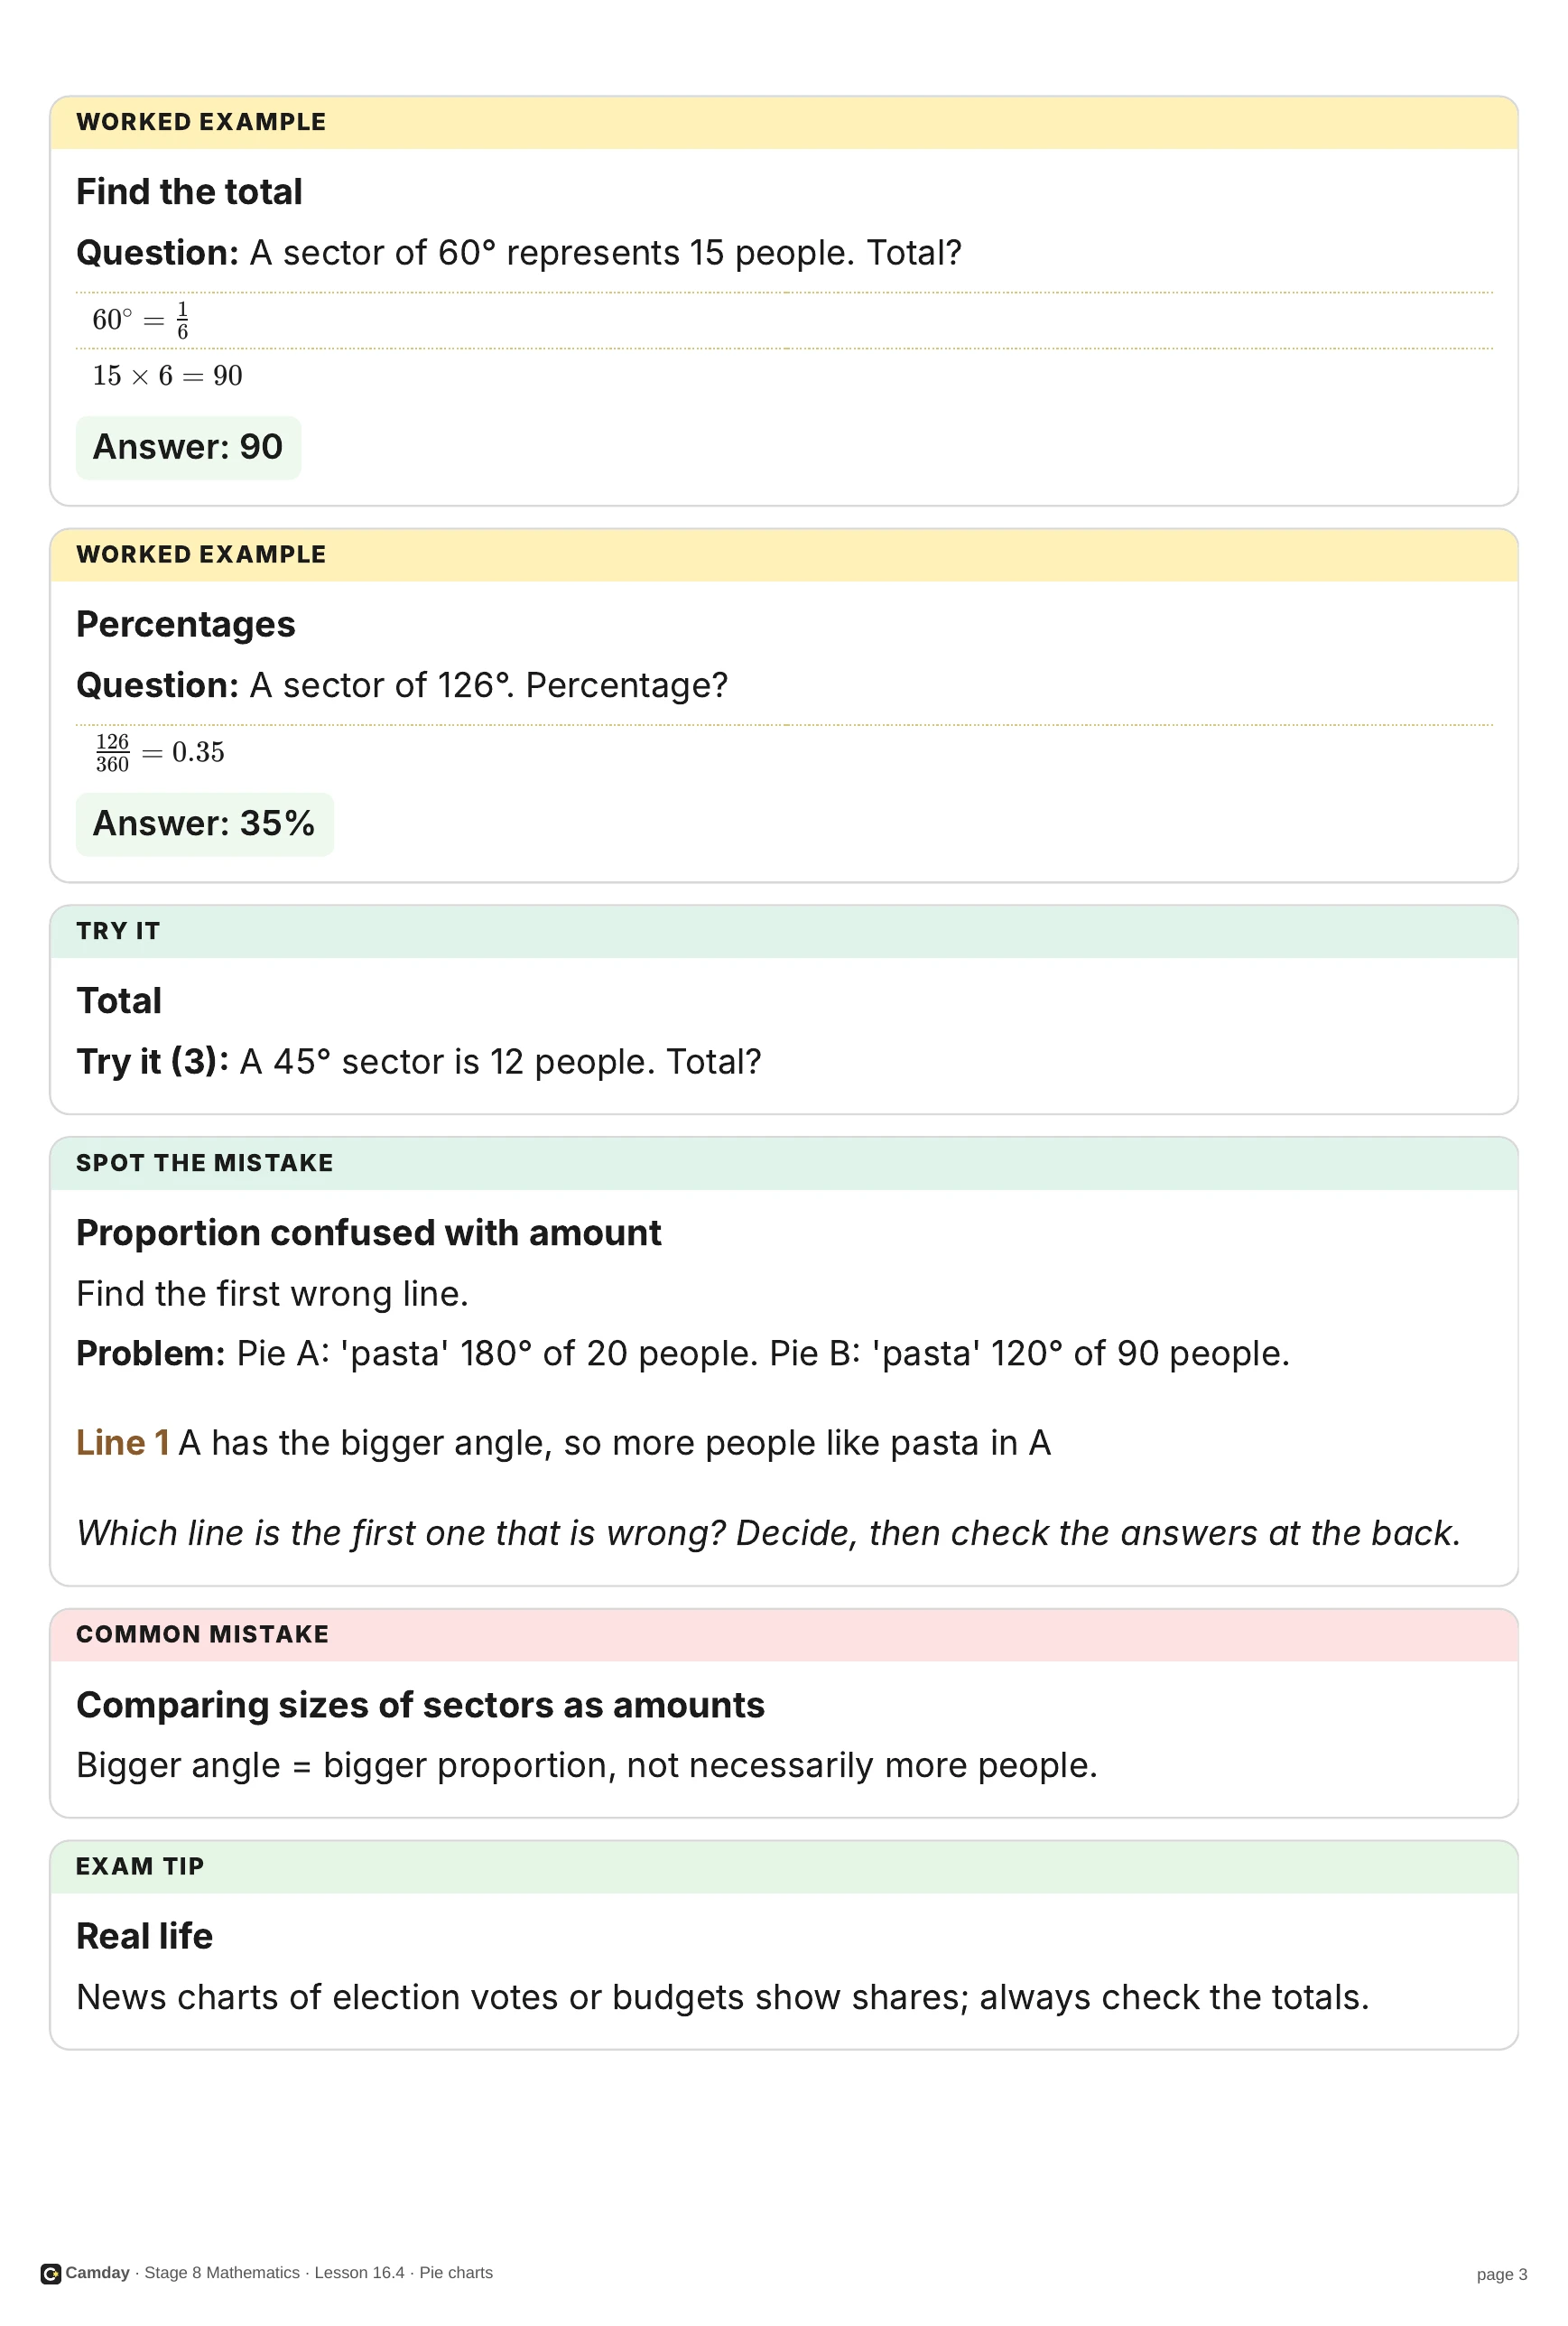 WORKED EXAMPLE
Find the total
Question: A sector of 60° represents 15 people. Total?
60° = 1/6
15 × 6 = 90
Answer: 90
WORKED EXAMPLE
Percentages
Question: A sector of 126°. Percentage?
126/360 = 0.35
Answer: 35%
TRY IT
Total
Try it (3): A 45° sector is 12 people. Total?
SPOT THE MISTAKE
Proportion confused with amount
Find the first wrong line.
Problem: Pie A: 'pasta' 180° of 20 people. Pie B: 'pasta' 120° of 90 people.
Line 1 A has the bigger angle, so more people like pasta in A
Which line is the first one that is wrong? Decide, then check the answers at the back.
COMMON MISTAKE
Comparing sizes of sectors as amounts
Bigger angle = bigger proportion, not necessarily more people.
EXAM TIP
Real life
News charts of election votes or budgets show shares; always check the totals.
Camday · Stage 8 Mathematics · Lesson 16.4 · Pie charts
page 3